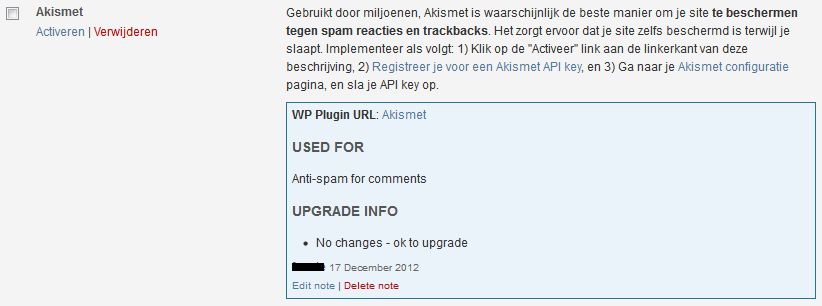 Akismet
Activeren | Verwijderen
Gebruikt door miljoenen, Akismet is waarschijnlijk de beste manier om je site te beschermen
tegen spam reacties en trackbacks. Het zorgt ervoor dat je site zelfs beschermd is terwijl je
slaapt. Implementeer als volgt: 1) Klik op de "Activeer" link aan de linkerkant van deze
beschrijving, 2) Registreer je voor een Akismet API key, en 3) Ga naar je Akismet configuratie
pagina, en sla je API key op.
WP Plugin URL: Akismet
USED FOR
Anti-spam for comments
UPGRADE INFO
• No changes - ok to upgrade
17 December 2012
Edit note | Delete note